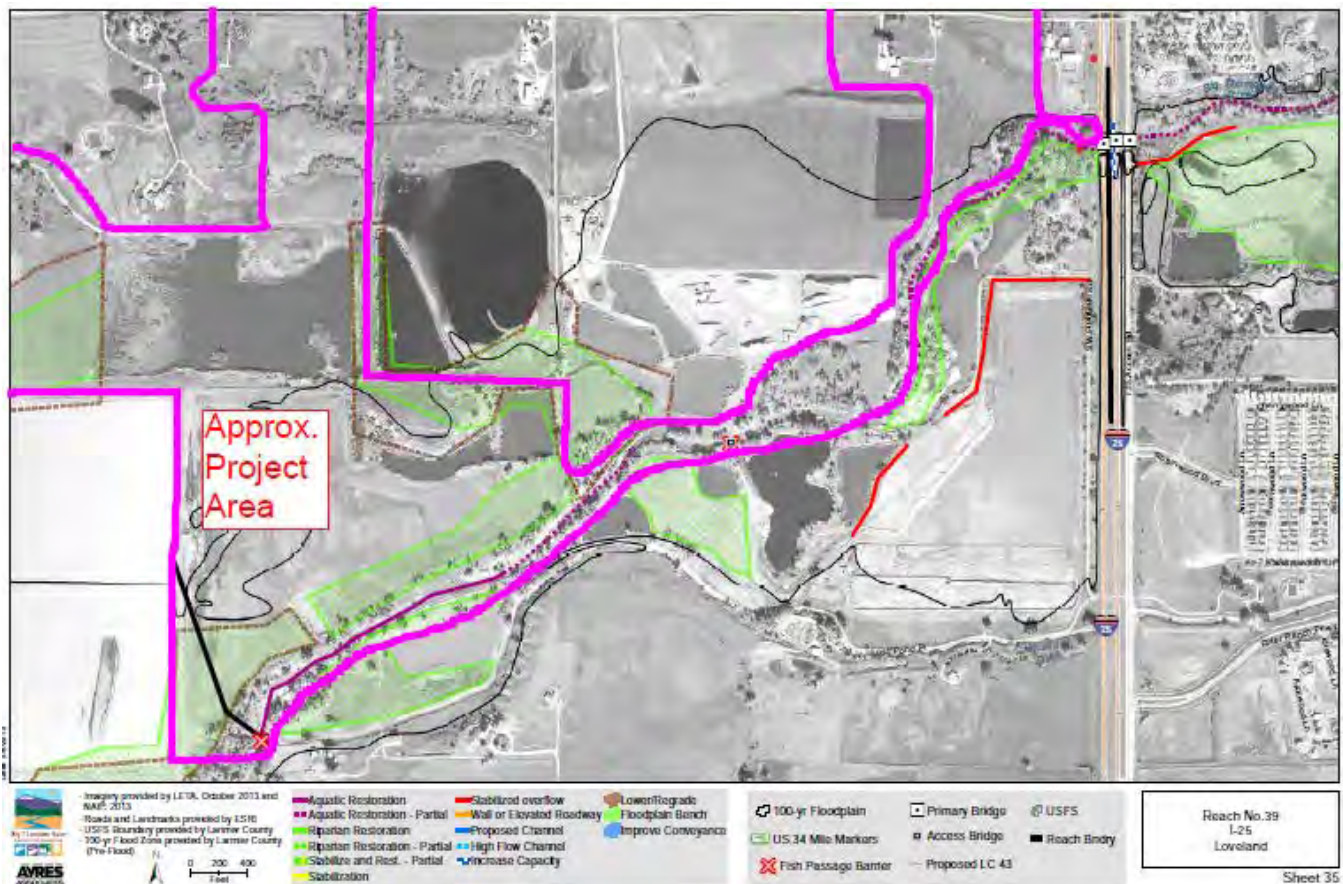 Approx.
Project
Area
25
25
- Imagery provided by LETA, October 2013 and
NAIP, 2013
- Roads and Landmarks provided by ESRI
- USFS Boundary provided by Larimer County
- 100-yr Flood Zone provided by Larimer County
(Pre-Flood)
AYRES
N
0 200 400
Feet
Aquatic Restoration
Aquatic Restoration - Partial
Riparian Restoration
Riparian Restoration - Partial
Stabilize and Rest. - Partial
Stabilization
Stabilized overflow
Wall or Elevated Roadway
Proposed Channel
High Flow Channel
Increase Capacity
Lower/Regrade
Floodplain Bench
Improve Conveyance
100-yr Floodplain
US 34 Mile Markers
Fish Passage Barrier
Primary Bridge
Access Bridge
Proposed LC 43
USFS
Reach Bndry
Reach No.39
I-25
Loveland
Sheet 35